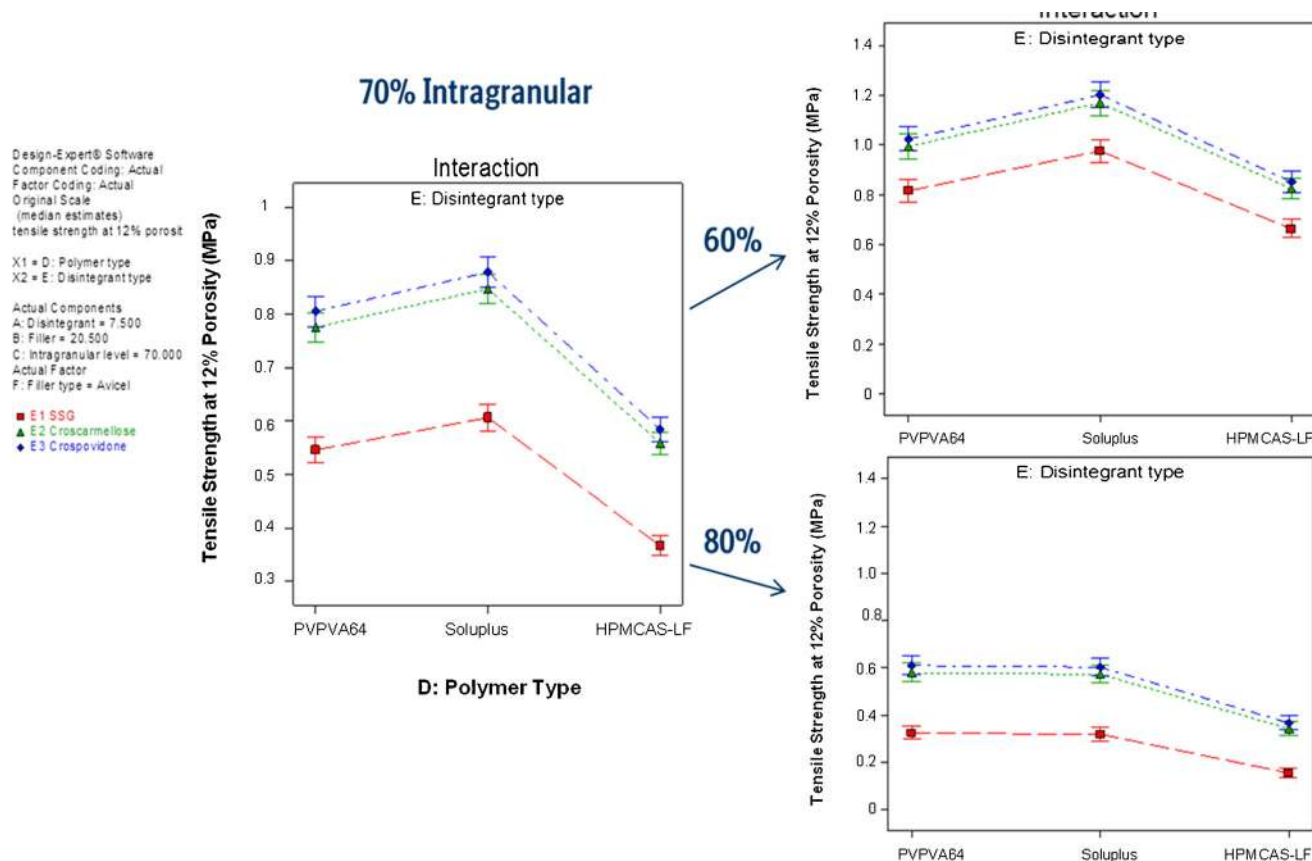 70% Intragranular
Design-Expert® Software
Component Coding: Actual
Factor Coding: Actual
Original Scale
(median estimates)
tensile strength at 12% porosit
X1 = D: Polymer type
X2 = E: Disintegrant type
Actual Components
A: Disintegrant = 7.500
B: Filler = 20.500
C: Intragranular level = 70.000
Actual Factor
F: Filler type = Avicel
E1 SSG
E2 Croscarmellose
E3 Crospovidone
Interaction
E: Disintegrant type
Tensile Strength at 12% Porosity (MPa)
1
0.9
0.8
0.7
0.6
0.5
0.4
0.3
PVPVA64 Soluplus HPMCAS-LF
D: Polymer Type
60%
80%
Interaction
E: Disintegrant type
Tensile Strength at 12% Porosity (MPa)
1.4
1.2
1.0
0.8
0.6
0.4
0.2
0
PVPVA64 Soluplus HPMCAS-LF
E: Disintegrant type
Tensile Strength at 12% Porosity (MPa)
1.4
1.2
1.0
0.8
0.6
0.4
0.2
0
PVPVA64 Soluplus HPMCAS-LF